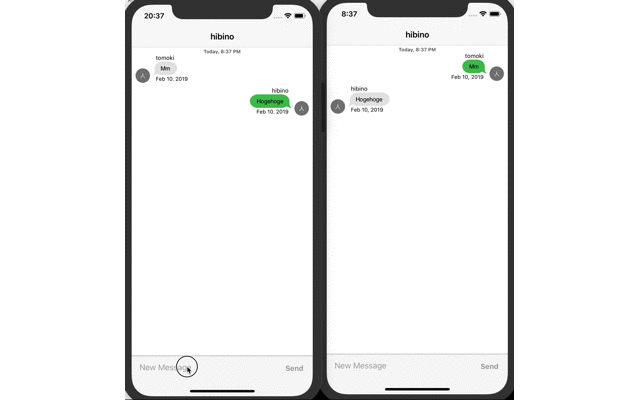 20:37
hibino
Today, 8:37 PM
tomoki
Mm
Feb 10, 2019
hibino
Hogehoge
Feb 10, 2019
New Message
Send
8:37
hibino
Today, 8:37 PM
tomoki
Mm
Feb 10, 2019
hibino
Hogehoge
Feb 10, 2019
New Message
Send